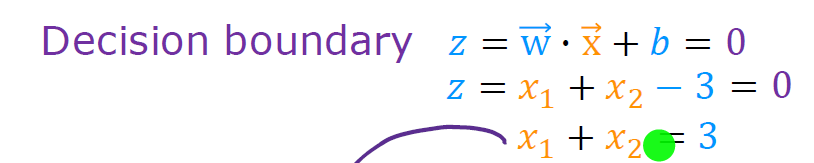 Decision boundary z = w⃗ · x⃗ + b = 0
z = x₁ + x₂ − 3 = 0
x₁ + x₂ = 3